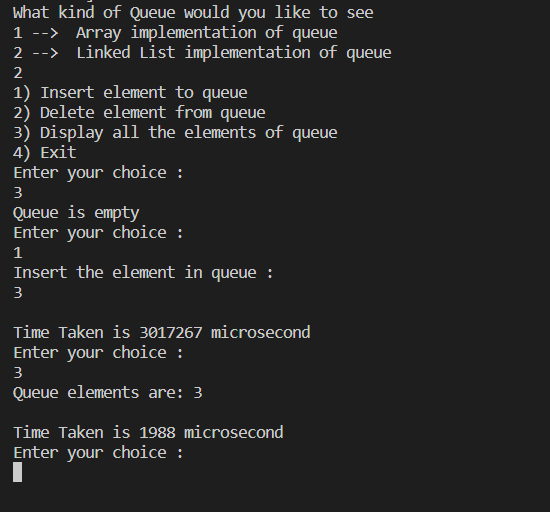 What kind of Queue would you like to see
1 -->  Array implementation of queue
2 -->  Linked List implementation of queue
2
1) Insert element to queue
2) Delete element from queue
3) Display all the elements of queue
4) Exit
Enter your choice :
3
Queue is empty
Enter your choice :
1
Insert the element in queue :
3
Time Taken is 3017267 microsecond
Enter your choice :
3
Queue elements are: 3
Time Taken is 1988 microsecond
Enter your choice :